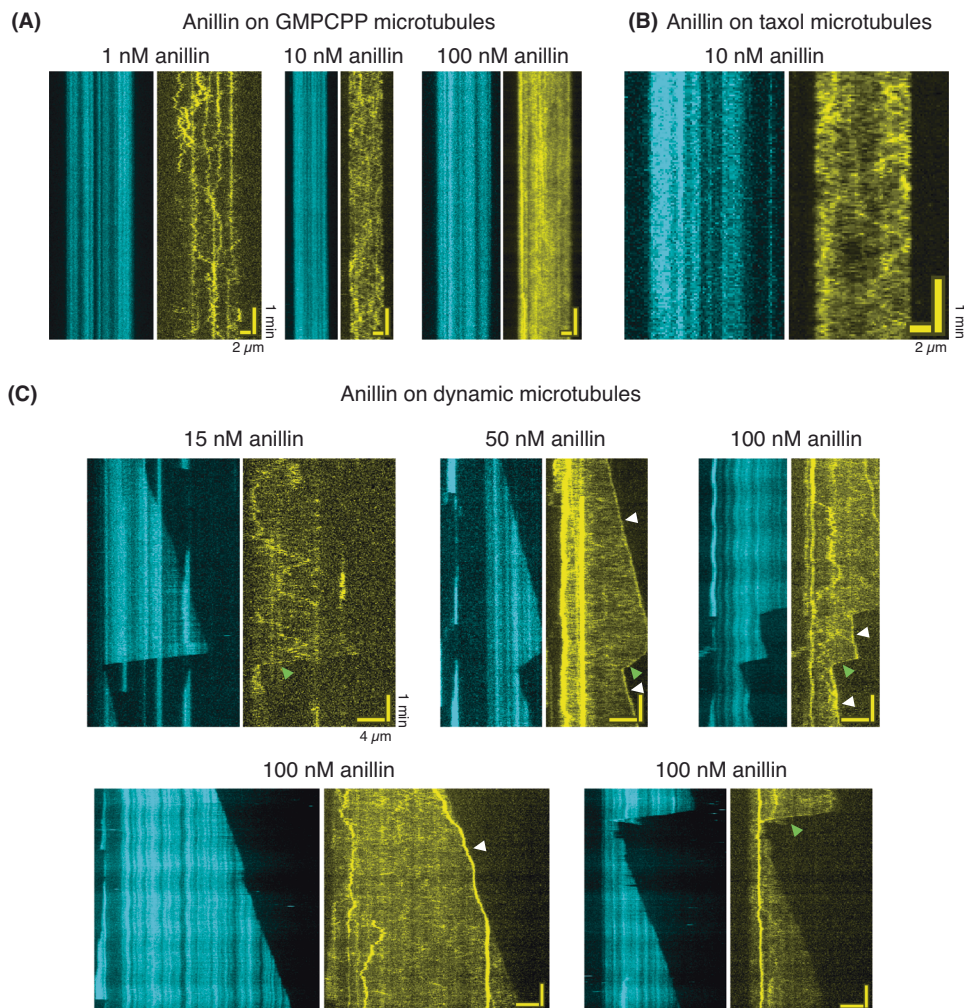 (A) Anillin on GMPCPP microtubules
1 nM anillin 10 nM anillin 100 nM anillin
1 min
2 µm
(B) Anillin on taxol microtubules
10 nM anillin
1 min
2 µm
(C) Anillin on dynamic microtubules
15 nM anillin 50 nM anillin 100 nM anillin
1 min
4 µm
100 nM anillin 100 nM anillin